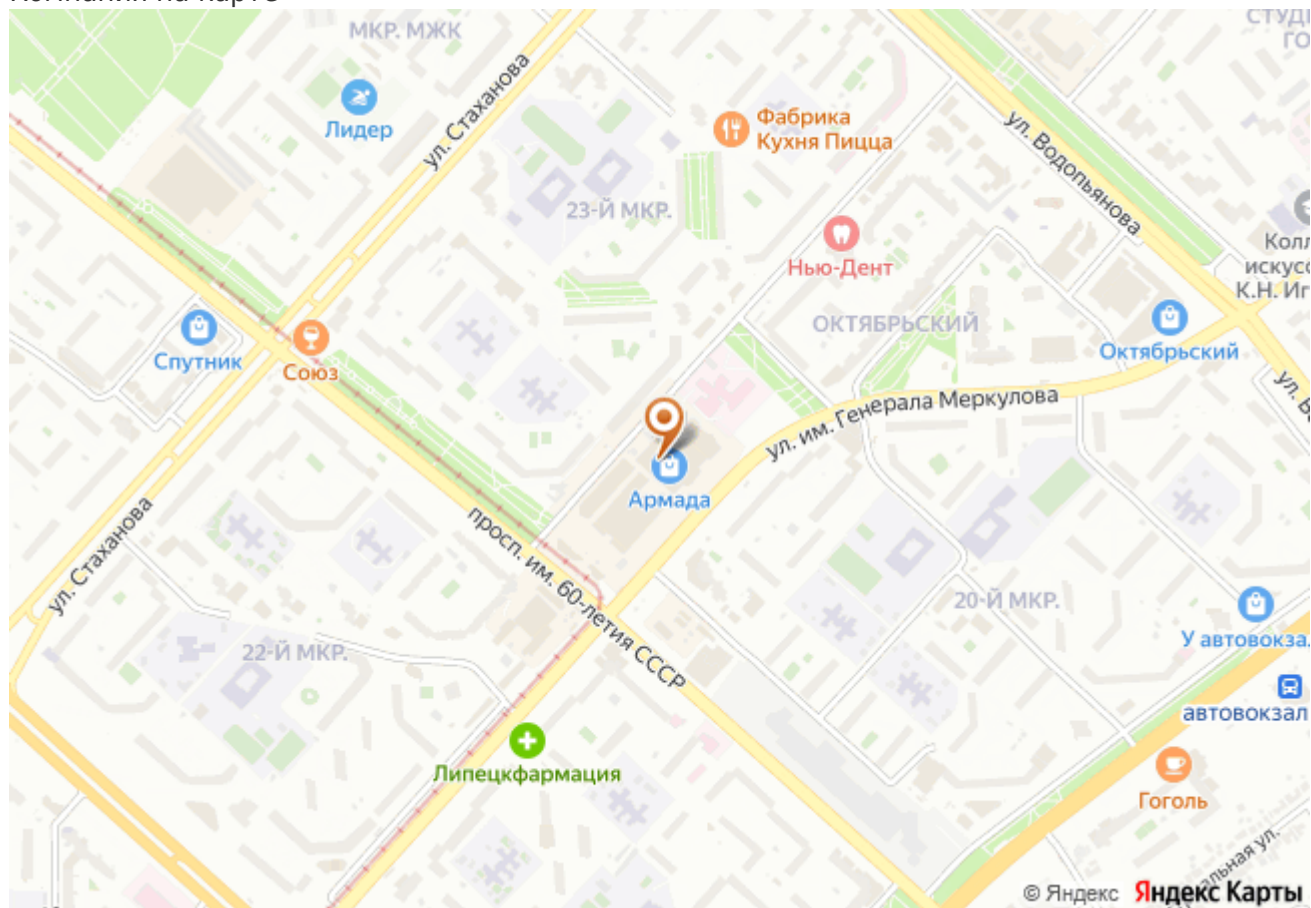 МКР. МЖК
Лидер
ул. Стаханова
Фабрика
Кухня Пицца
ул. Водопьянова
23-Й МКР.
Нью-Дент
ОКТЯБРЬСКИЙ
Октябрьский
Спутник
Союз
ул. им. Генерала Меркулова
Армада
просп. им. 60-летия СССР
ул. Стаханова
20-Й МКР.
22-Й МКР.
У автовокза
автовокзал
Липецкфармация
Гоголь
© Яндекс Яндекс Карты